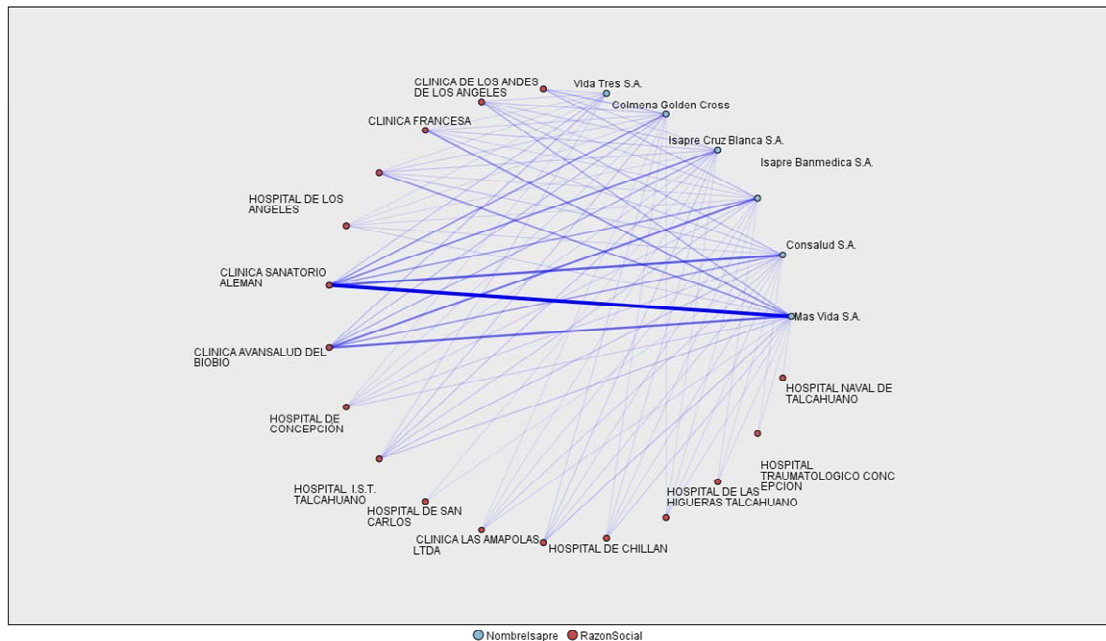 CLINICA DE LOS ANDES
DE LOS ANGELES
Vida Tres S.A.
Colmena Golden Cross
CLINICA FRANCESA
Isapre Cruz Blanca S.A.
Isapre Banmedica S.A.
HOSPITAL DE LOS
ANGELES
Consalud S.A.
CLINICA SANATORIO
ALEMAN
Mas Vida S.A.
CLINICA AVANSALUD DEL
BIOBIO
HOSPITAL NAVAL DE
TALCAHUANO
HOSPITAL DE
CONCEPCIÓN
HOSPITAL
TRAUMATOLOGICO CONC
EPCION
HOSPITAL I.S.T.
TALCAHUANO
HOSPITAL DE LAS
HIGUERAS TALCAHUANO
HOSPITAL DE SAN
CARLOS
CLINICA LAS AMAPOLAS
LTDA
HOSPITAL DE CHILLAN
NombreIsapre
RazonSocial